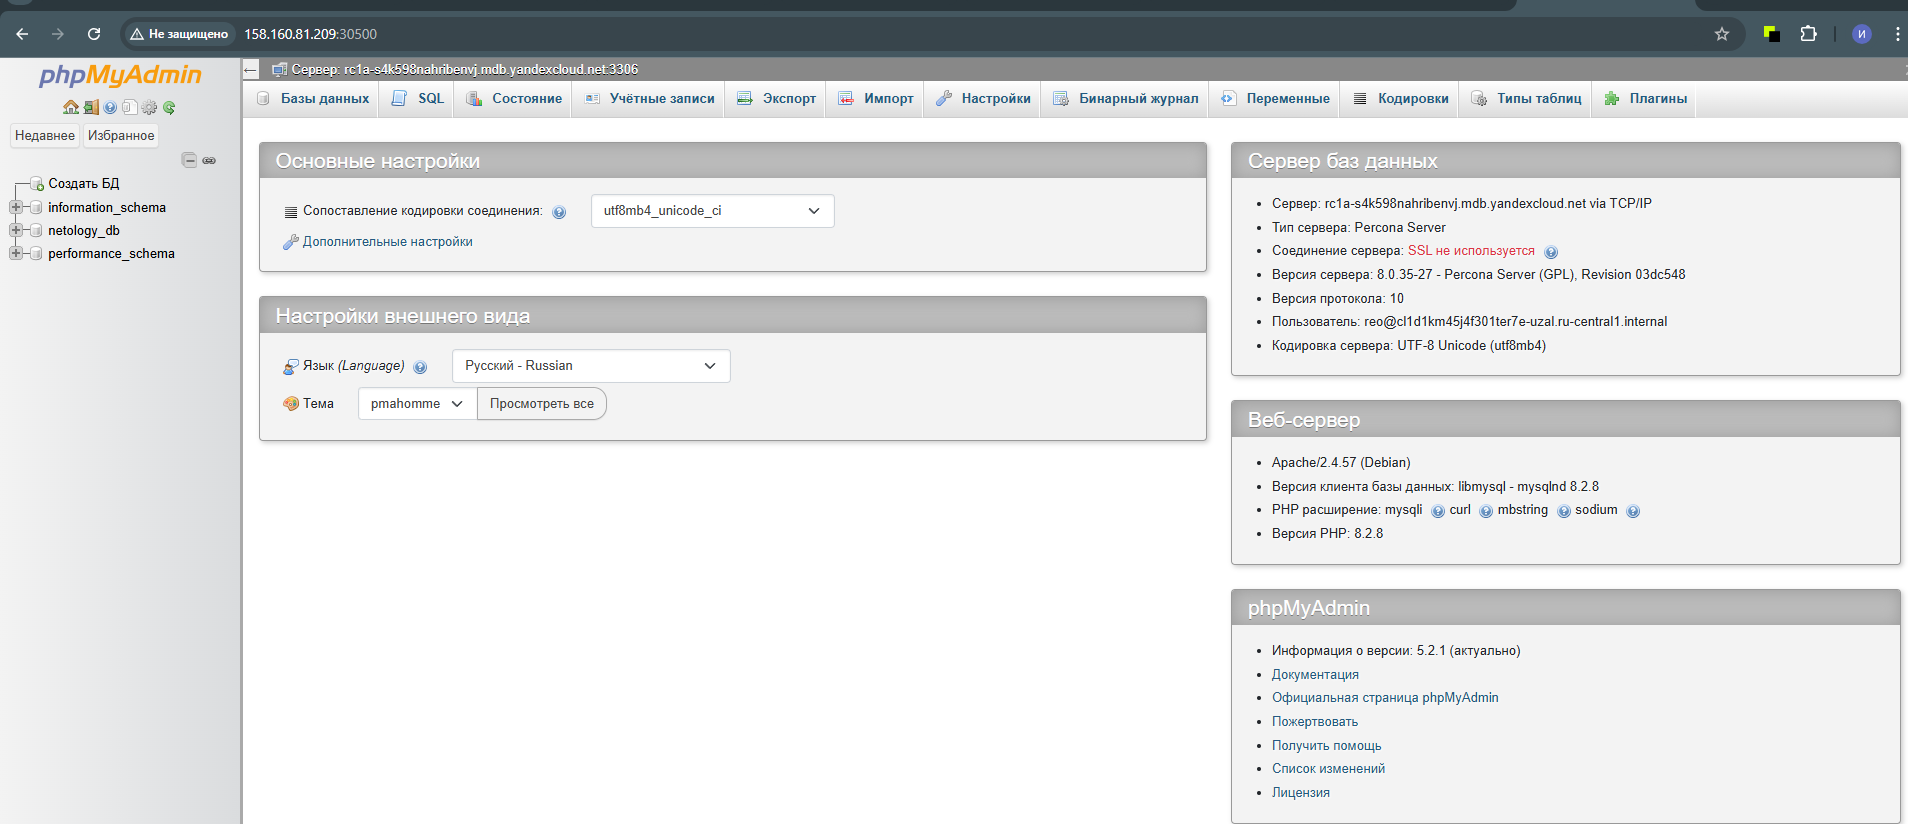 Не защищено 158.160.81.209:30500
И
phpMyAdmin
Недавнее Избранное
Создать БД
information_schema
netology_db
performance_schema
Сервер: rc1a-s4k598nahribenvj.mdb.yandexcloud.net:3306
Базы данных SQL Состояние Учётные записи Экспорт Импорт Настройки Бинарный журнал Переменные Кодировки Типы таблиц Плагины
Основные настройки
Сопоставление кодировки соединения: utf8mb4_unicode_ci
Дополнительные настройки
Настройки внешнего вида
Язык (Language) Русский - Russian
Тема pmahomme Просмотреть все
Сервер баз данных
Сервер: rc1a-s4k598nahribenvj.mdb.yandexcloud.net via TCP/IP
Тип сервера: Percona Server
Соединение сервера: SSL не используется
Версия сервера: 8.0.35-27 - Percona Server (GPL), Revision 03dc548
Версия протокола: 10
Пользователь: reo@cl1d1km45j4f301ter7e-uzal.ru-central1.internal
Кодировка сервера: UTF-8 Unicode (utf8mb4)
Веб-сервер
Apache/2.4.57 (Debian)
Версия клиента базы данных: libmysql - mysqlnd 8.2.8
PHP расширение: mysqli curl mbstring sodium
Версия PHP: 8.2.8
phpMyAdmin
Информация о версии: 5.2.1 (актуально)
Документация
Официальная страница phpMyAdmin
Пожертвовать
Получить помощь
Список изменений
Лицензия